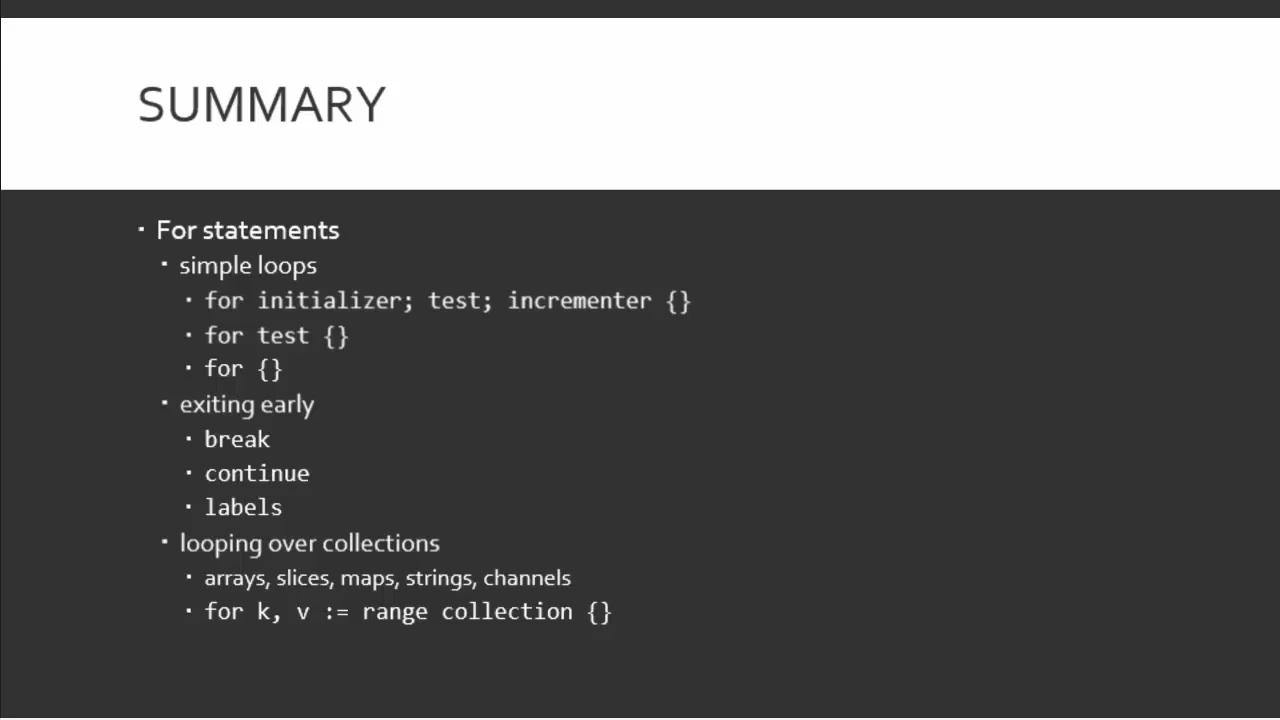 SUMMARY
▪ For statements
▪ simple loops
▪ for initializer; test; incrementer {}
▪ for test {}
▪ for {}
▪ exiting early
▪ break
▪ continue
▪ labels
▪ looping over collections
▪ arrays, slices, maps, strings, channels
▪ for k, v := range collection {}